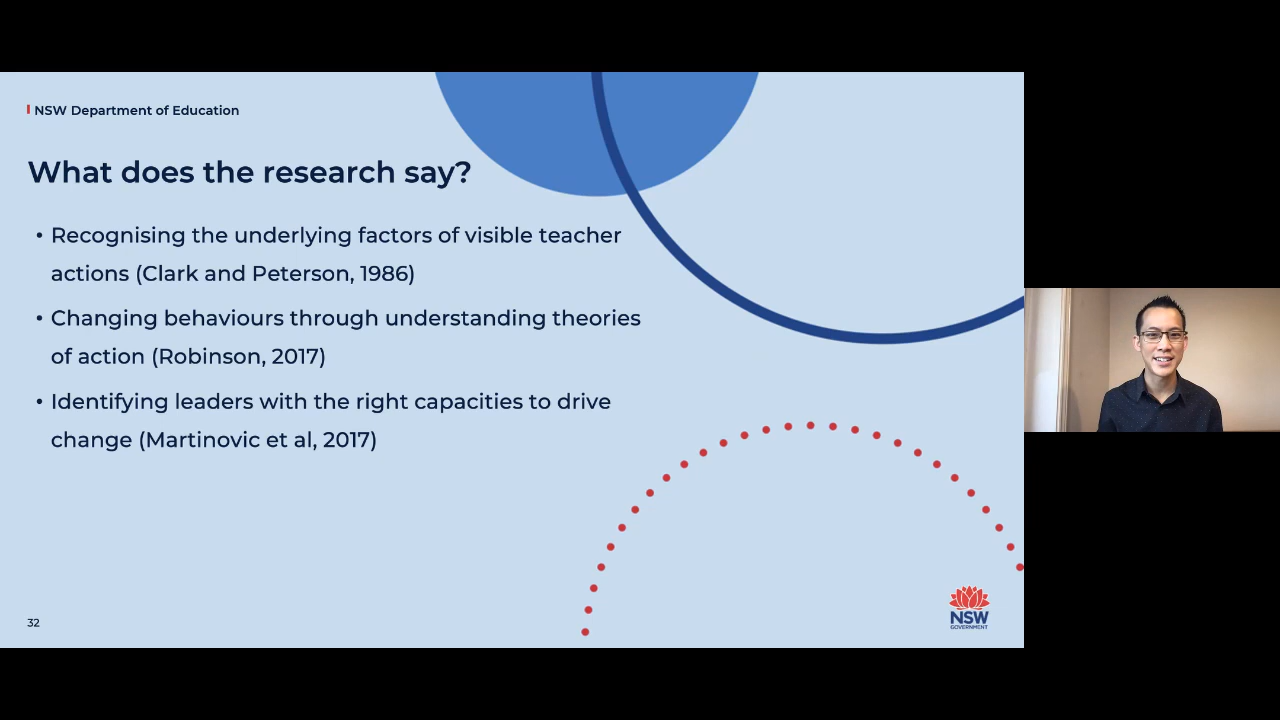 NSW Department of Education
What does the research say?
• Recognising the underlying factors of visible teacher
actions (Clark and Peterson, 1986)
• Changing behaviours through understanding theories
of action (Robinson, 2017)
• Identifying leaders with the right capacities to drive
change (Martinovic et al, 2017)
32
NSW
GOVERNMENT